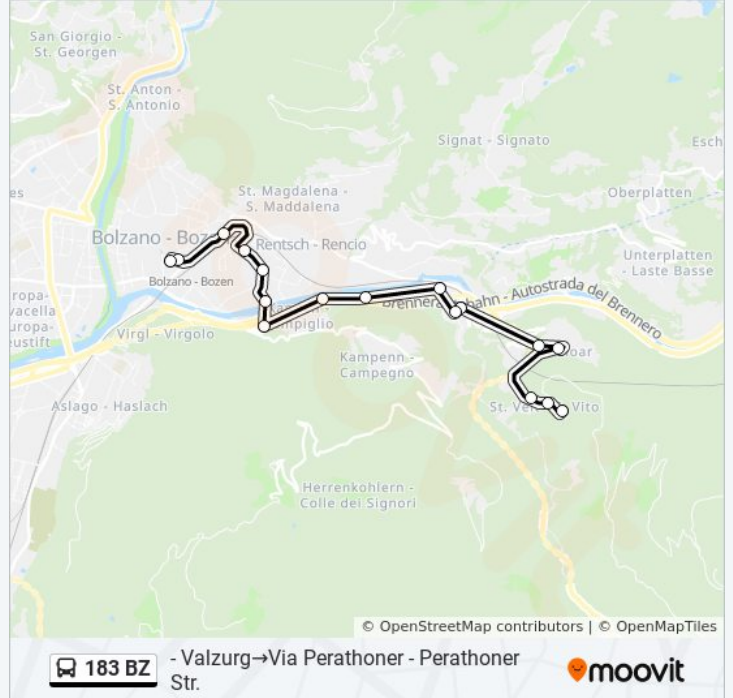 San Giorgio -
St. Georgen
St. Anton -
S. Antonio
Signat - Signato
Esch
es
St. Magdalena -
S. Maddalena
Oberplatten
Bolzano - Boze
Rentsch - Rencio
Unterplatten
- Laste Basse
Bolzano - Bozen
ropa-
vacella
uropa-
eustift
Brennera bahn - Autostrada del Brennero
Ka
mpiglio
Virgl - Virgolo
Kampenn -
Campegno
oar
Aslago - Haslach
St. Ve Vito
Herrenkohlern -
Colle dei Signori
© OpenStreetMap contributors | © OpenMapTiles
183 BZ
- Valzurg→Via Perathoner - Perathoner
Str.
moovit